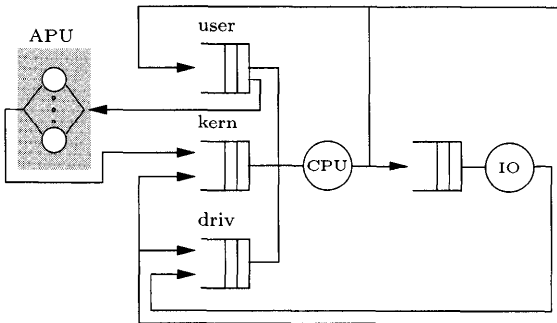 user
APU
kern
CPU
IO
driv